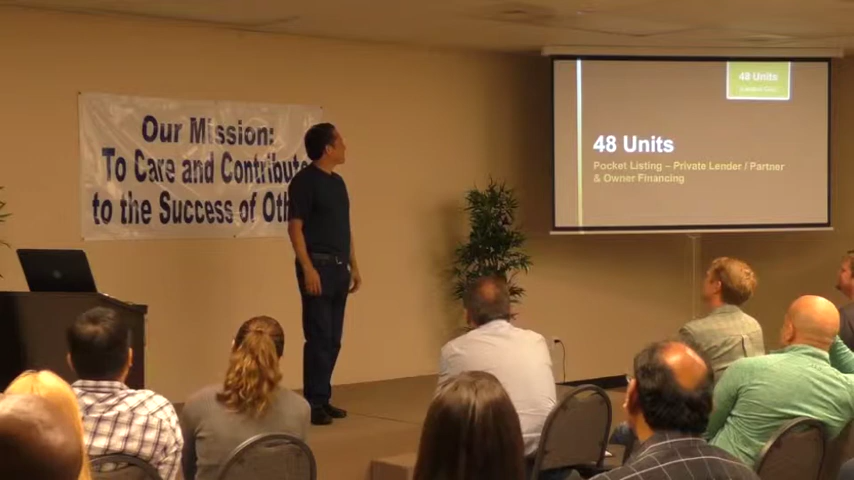 Our Mission:
To Care and Contribute
to the Success of Oth
48 Units
48 Units
Pocket Listing – Private Lender / Partner
& Owner Financing